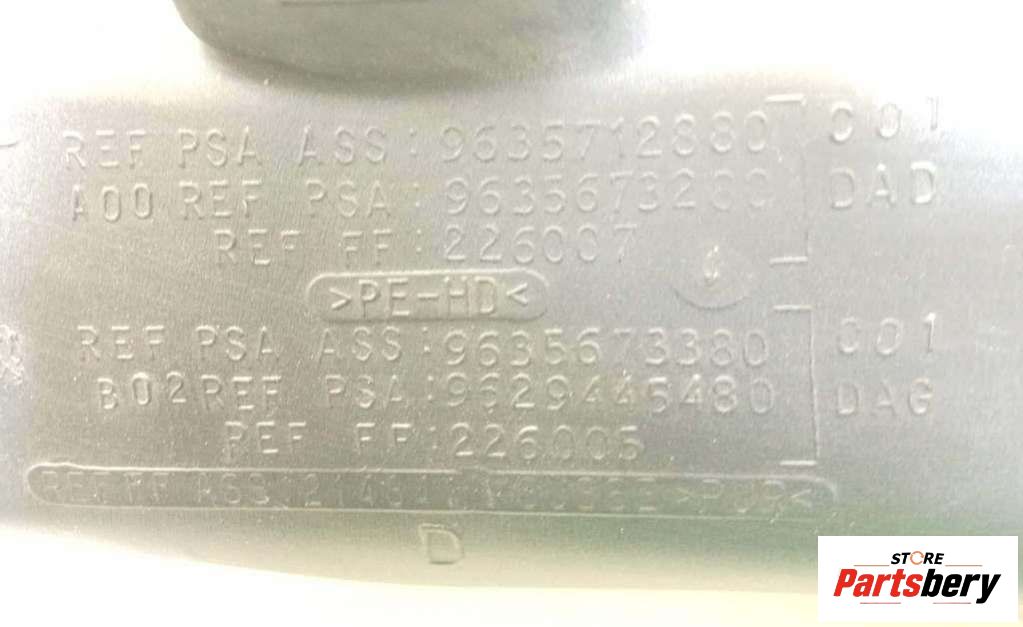 REF PSA ASS: 9635712880 001
A00 REF PSA: 9635673280 DAD
REF FF: 226007
>PE-HD<
REF PSA ASS: 9635673380 001
B02 REF PSA: 9629445480 DAG
REF FF: 226005
D
STORE
Partsbery